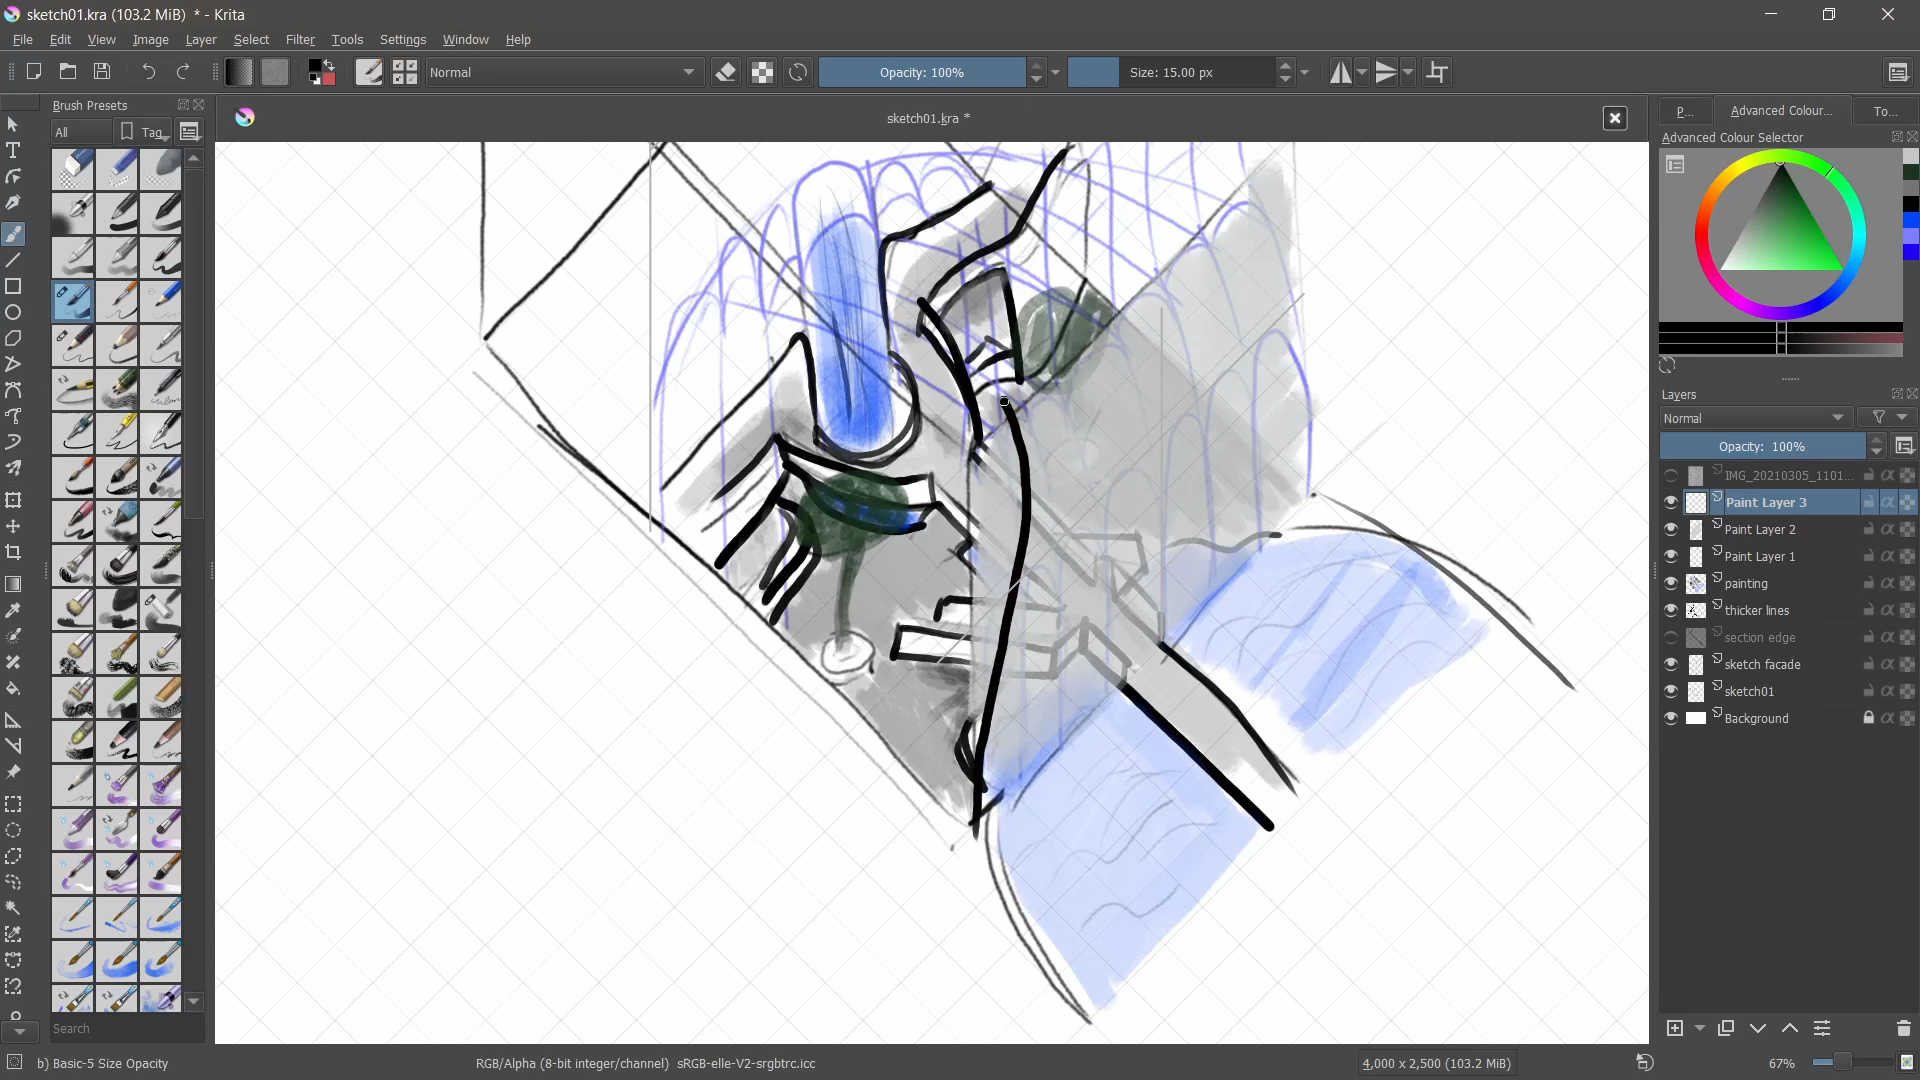 sketch01.kra (103.2 MiB) * - Krita
File Edit View Image Layer Select Filter Tools Settings Window Help
Normal
Opacity: 100%
Size: 15.00 px
Brush Presets
All
Tag
sketch01.kra *
P...
Advanced Colour...
To...
Advanced Colour Selector
Layers
Normal
Opacity: 100%
IMG_20210305_1101...
Paint Layer 3
Paint Layer 2
Paint Layer 1
painting
thicker lines
section edge
sketch facade
sketch01
Background
Search
b) Basic-5 Size Opacity
RGB/Alpha (8-bit integer/channel) sRGB-elle-V2-srgbtrc.icc
4,000 x 2,500 (103.2 MiB)
67%